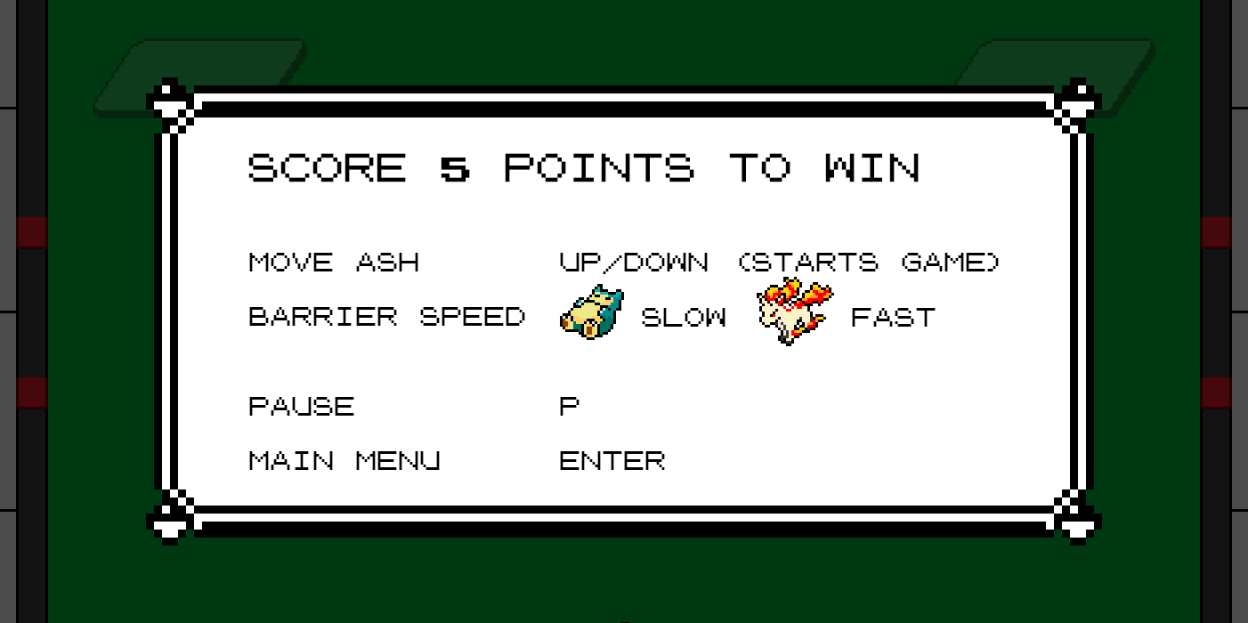 SCORE 5 POINTS TO WIN
MOVE ASH UP/DOWN (STARTS GAME)
BARRIER SPEED SLOW FAST
PAUSE P
MAIN MENU ENTER